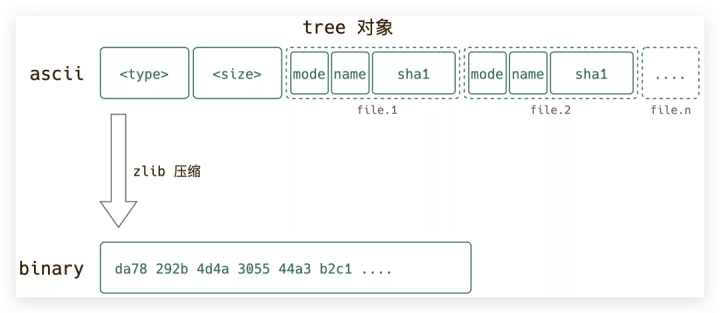 tree 对象
ascii <type> <size> mode name sha1 mode name sha1 ....
file.1 file.2 file.n
zlib 压缩
binary da78 292b 4d4a 3055 44a3 b2c1 ....